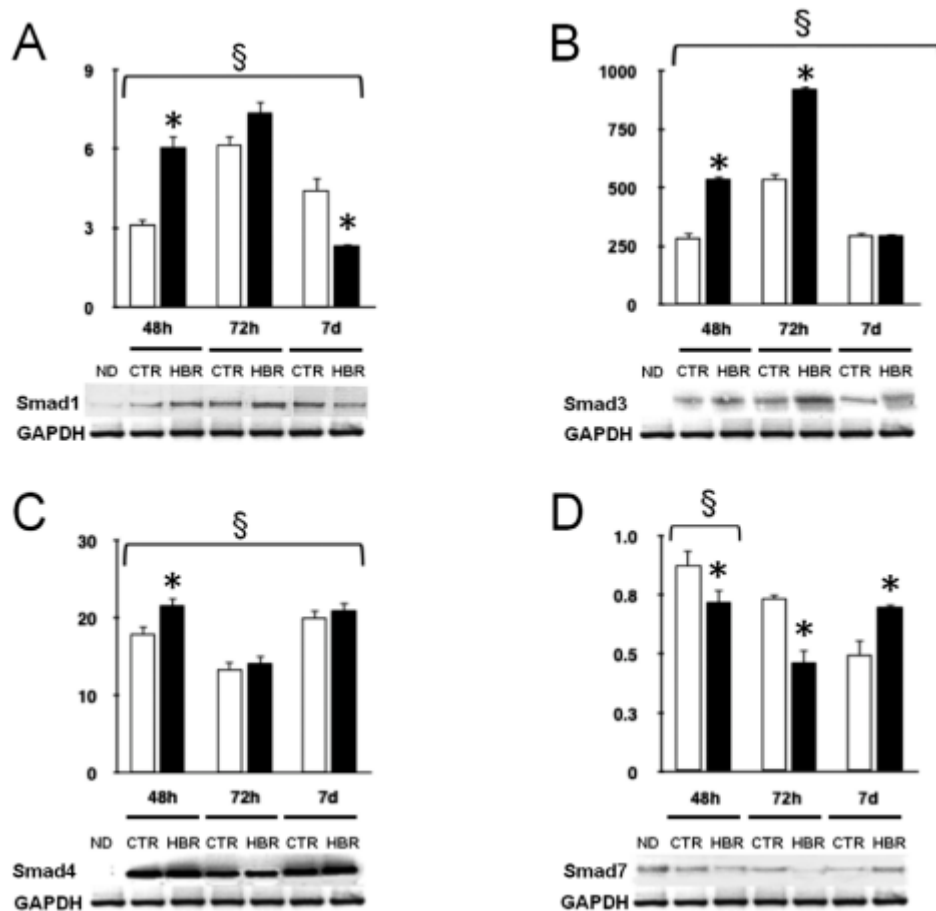 A
§
9
6
3
0
*
*
48h 72h 7d
ND CTR HBR CTR HBR CTR HBR
Smad1
GAPDH
B
§
1000
750
500
250
0
*
*
48h 72h 7d
ND CTR HBR CTR HBR CTR HBR
Smad3
GAPDH
C
§
30
20
10
0
*
48h 72h 7d
ND CTR HBR CTR HBR CTR HBR
Smad4
GAPDH
D
§
1.0
0.8
0.5
0.3
0
*
*
*
48h 72h 7d
ND CTR HBR CTR HBR CTR HBR
Smad7
GAPDH